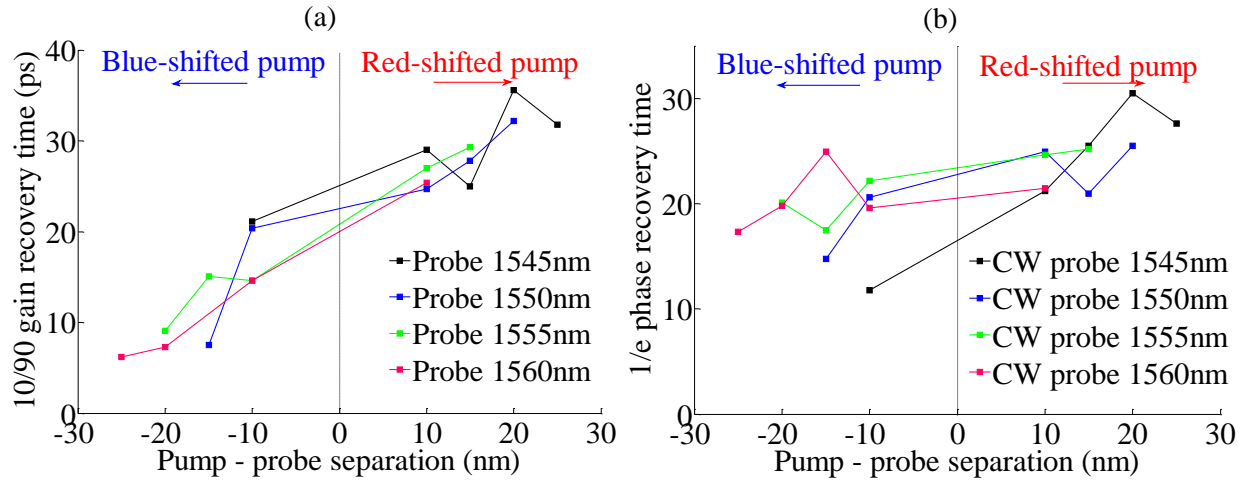 (a)
Blue-shifted pump
Red-shifted pump
10/90 gain recovery time (ps)
40
30
20
10
0
Probe 1545nm
Probe 1550nm
Probe 1555nm
Probe 1560nm
-30 -20 -10 0 10 20 30
Pump - probe separation (nm)
(b)
Blue-shifted pump
Red-shifted pump
1/e phase recovery time
30
20
10
0
CW probe 1545nm
CW probe 1550nm
CW probe 1555nm
CW probe 1560nm
-30 -20 -10 0 10 20 30
Pump - probe separation (nm)